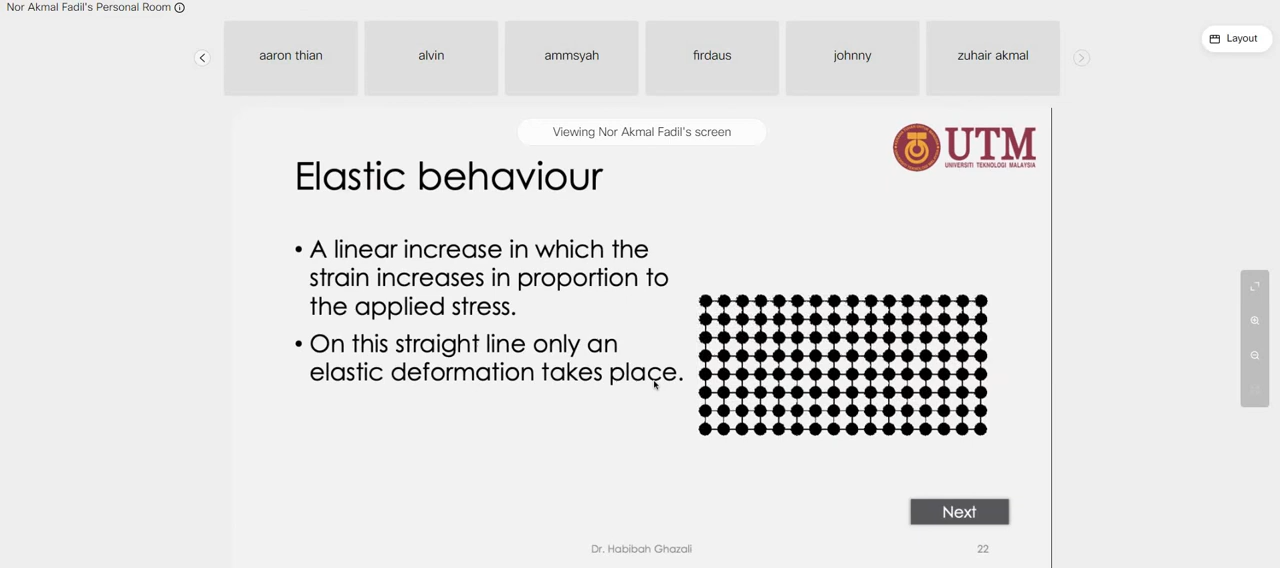 Nor Akmal Fadil's Personal Room
aaron thian
alvin
ammsyah
firdaus
johnny
zuhair akmal
Layout
Viewing Nor Akmal Fadil's screen
UTM
UNIVERSITI TEKNOLOGI MALAYSIA
Elastic behaviour
• A linear increase in which the
strain increases in proportion to
the applied stress.
• On this straight line only an
elastic deformation takes place.
Next
Dr. Habibah Ghazali
22